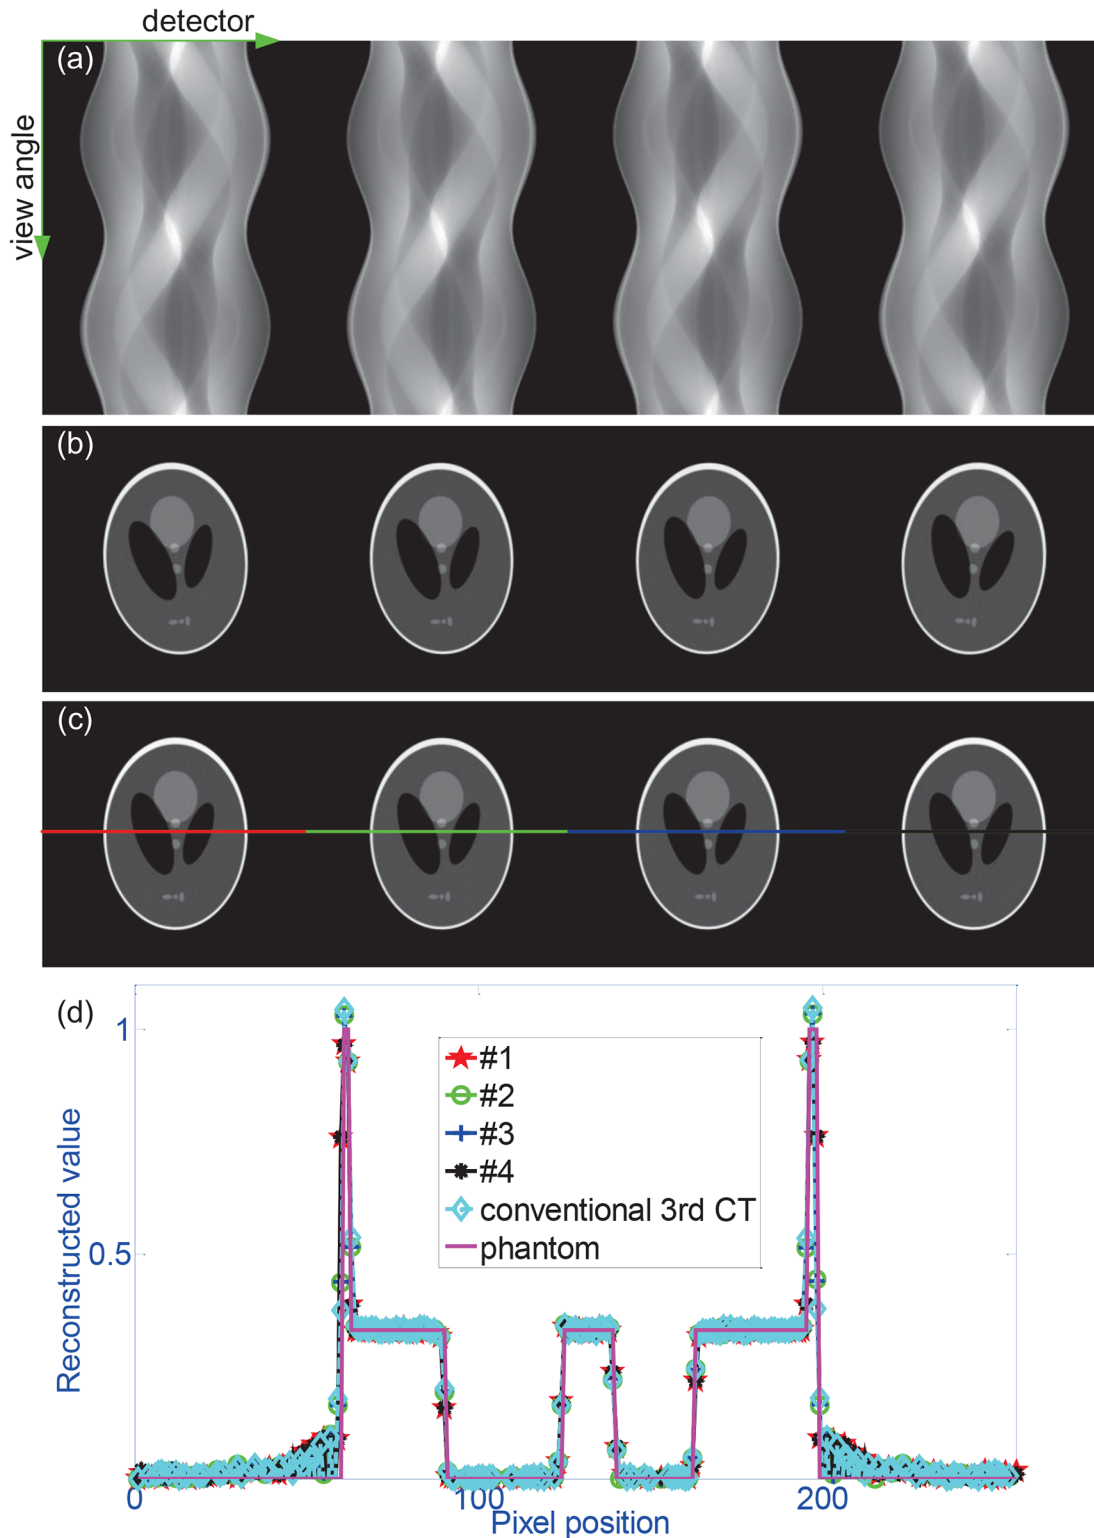 detector
(a)
view angle
(b)
(c)
(d)
1
0.5
Reconstructed value
#1
#2
#3
#4
conventional 3rd CT
phantom
0
100
200
Pixel position